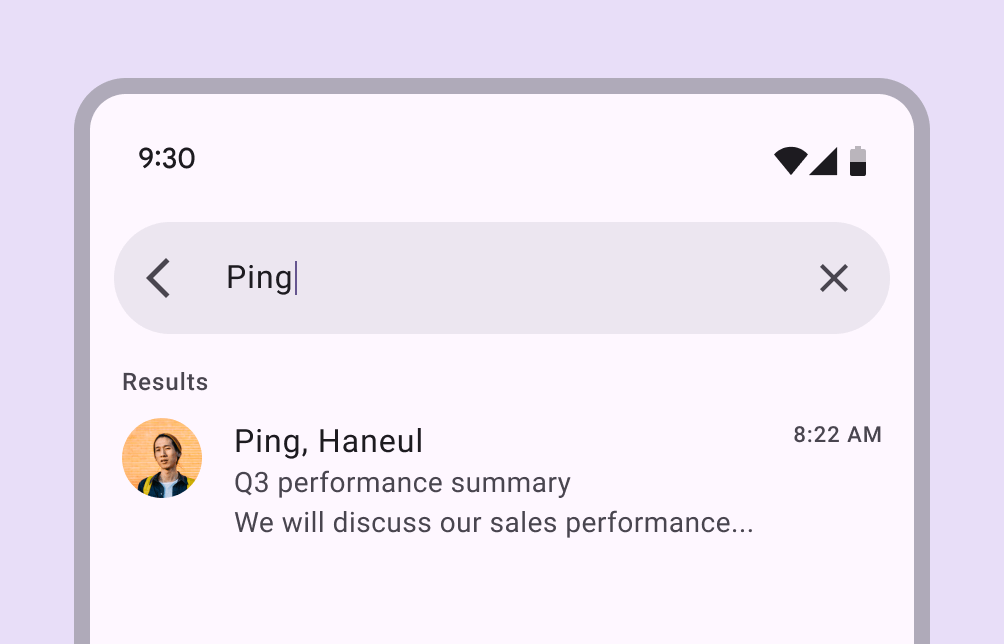 9:30
Ping
Results
Ping, Haneul
8:22 AM
Q3 performance summary
We will discuss our sales performance...